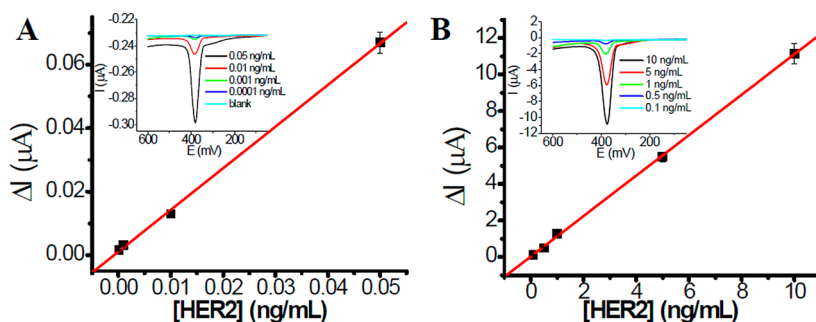 A
-0.22
-0.24
-0.26
-0.28
-0.30
I (μA)
0.05 ng/mL
0.01 ng/mL
0.001 ng/mL
0.0001 ng/mL
blank
600
400
200
E (mV)
0.06
0.04
0.02
0.00
ΔI (μA)
0.00
0.01
0.02
0.03
0.04
0.05
[HER2] (ng/mL)
B
2
0
-2
-4
-6
-8
-10
-12
I (μA)
10 ng/mL
5 ng/mL
1 ng/mL
0.5 ng/mL
0.1 ng/mL
600
400
200
E (mV)
12
10
8
6
4
2
0
ΔI (μA)
0
2
4
6
8
10
[HER2] (ng/mL)